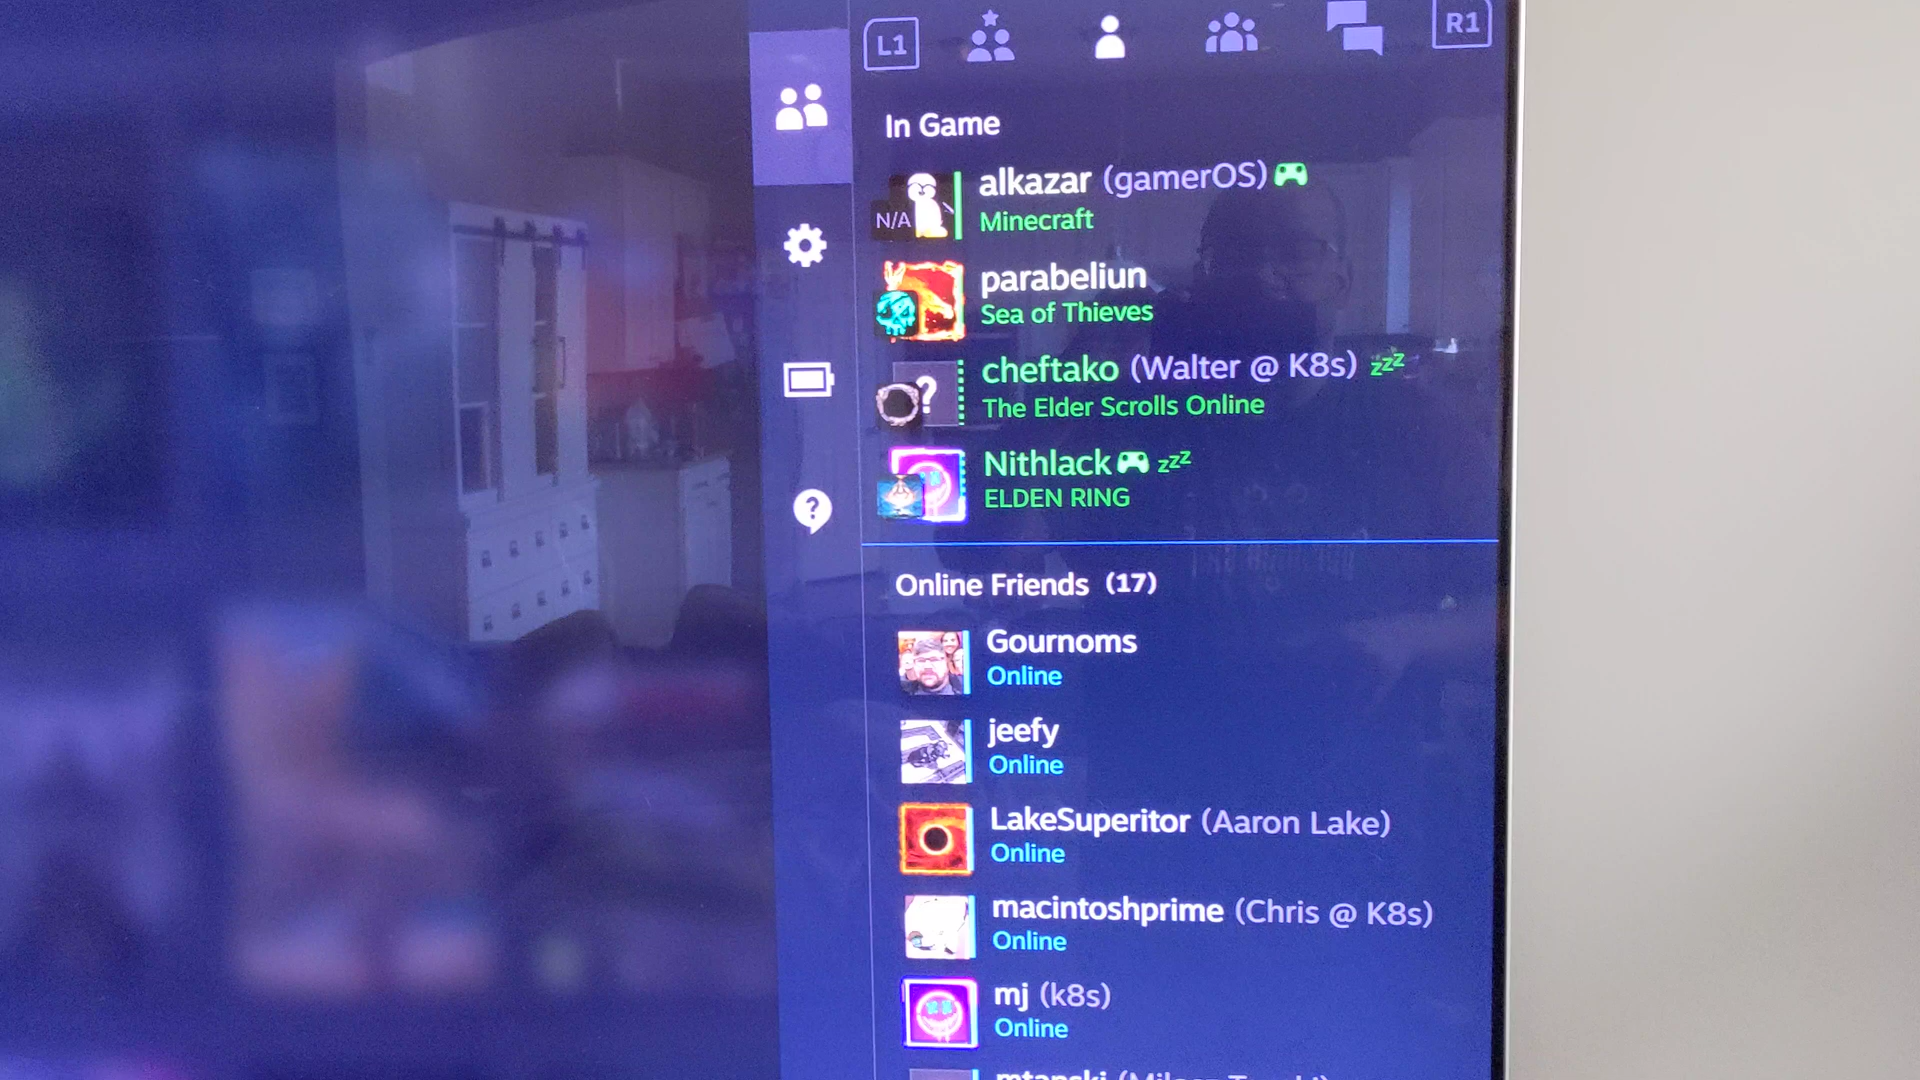 L1
R1
In Game
alkazar (gamerOS)
N/A
Minecraft
parabeliun
Sea of Thieves
cheftako (Walter @ K8s) zzz
?
The Elder Scrolls Online
Nithlack zzz
ELDEN RING
?
Online Friends (17)
Gournoms
Online
jeefy
Online
LakeSuperitor (Aaron Lake)
Online
macintoshprime (Chris @ K8s)
Online
mj (k8s)
Online